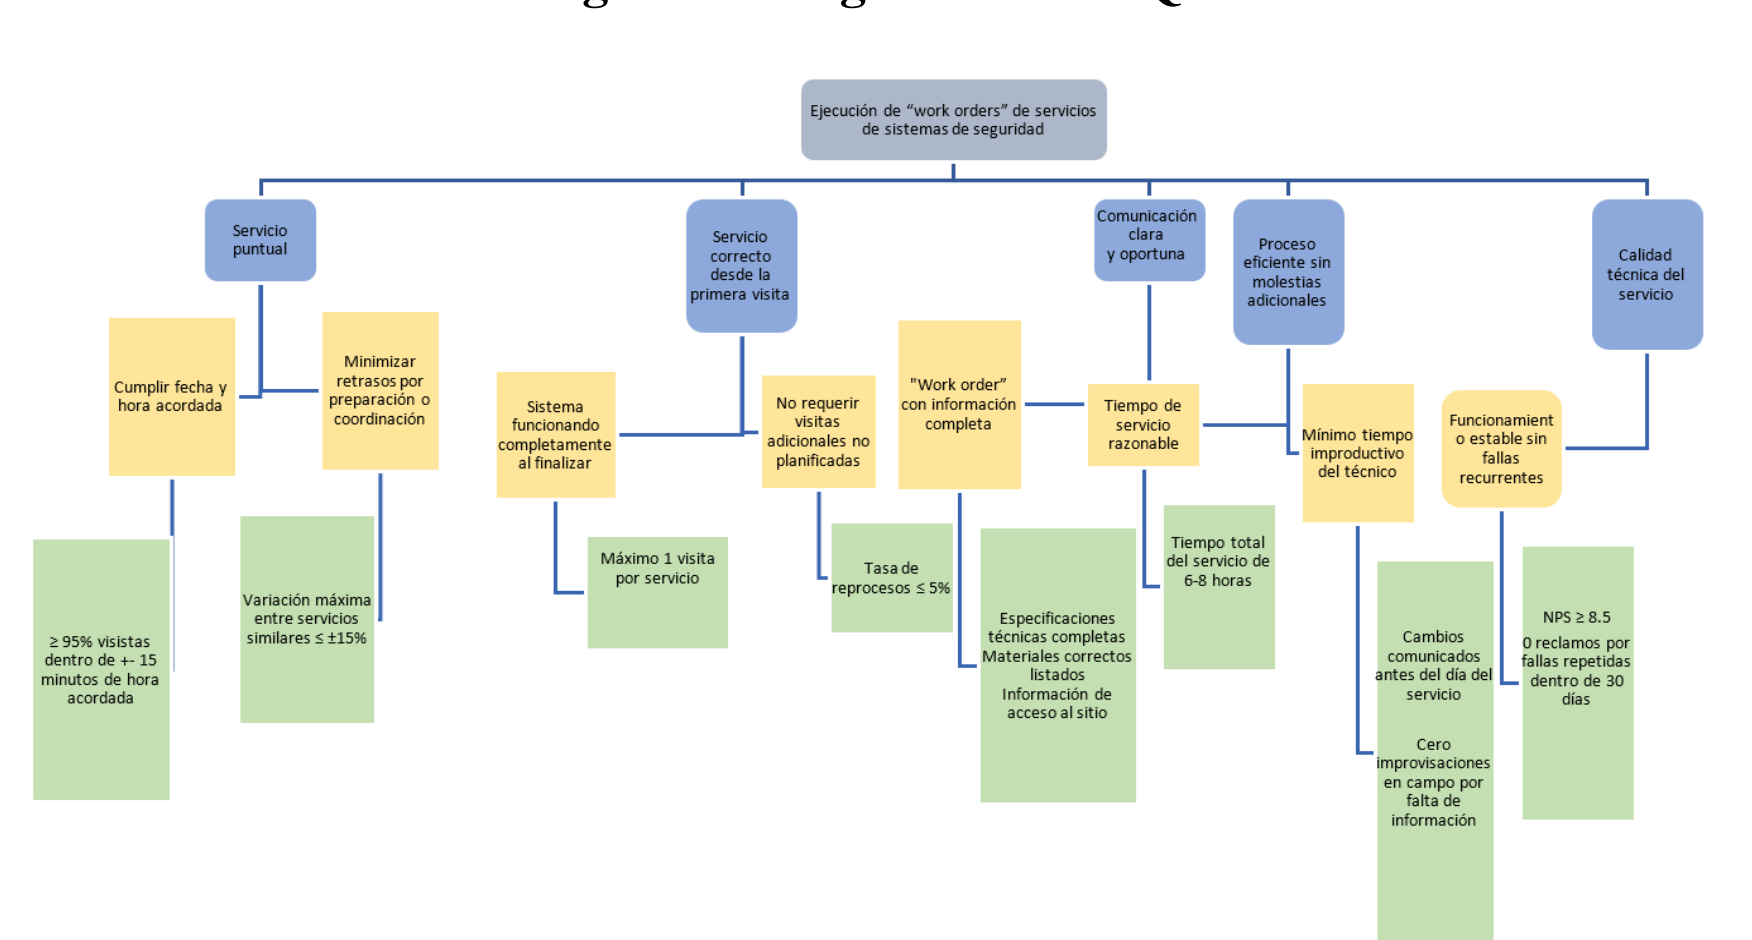 Ejecución de “work orders” de servicios
de sistemas de seguridad
Servicio
puntual
Servicio
correcto
desde la
primera visita
Comunicación
clara
y oportuna
Proceso
eficiente sin
molestias
adicionales
Calidad
técnica del
servicio
Cumplir fecha y
hora acordada
Minimizar
retrasos por
preparación o
coordinación
Sistema
funcionando
completamente
al finalizar
No requerir
visitas
adicionales no
planificadas
"Work order”
con información
completa
Tiempo de
servicio
razonable
Mínimo tiempo
improductivo
del técnico
Funcionamient
o estable sin
fallas
recurrentes
≥ 95% visistas
dentro de +- 15
minutos de hora
acordada
Variación máxima
entre servicios
similares ≤ ±15%
Máximo 1 visita
por servicio
Tasa de
reprocesos ≤ 5%
Especificaciones
técnicas completas
Materiales correctos
listados
Información de
acceso al sitio
Tiempo total
del servicio de
6-8 horas
Cambios
comunicados
antes del día del
servicio
Cero
improvisaciones
en campo por
falta de
información
NPS ≥ 8.5
0 reclamos por
fallas repetidas
dentro de 30
días